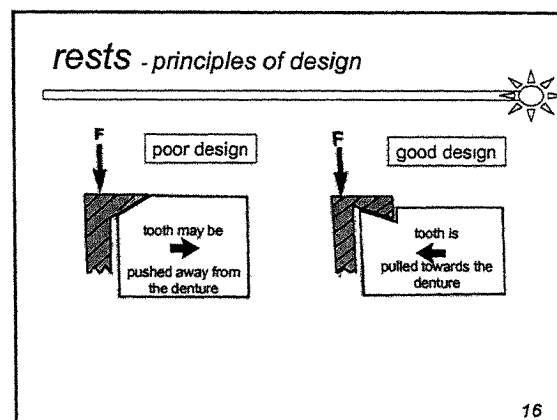 rests - principles of design
F
poor design
tooth may be
pushed away from
the denture
F
good design
tooth is
pulled towards the
denture
16